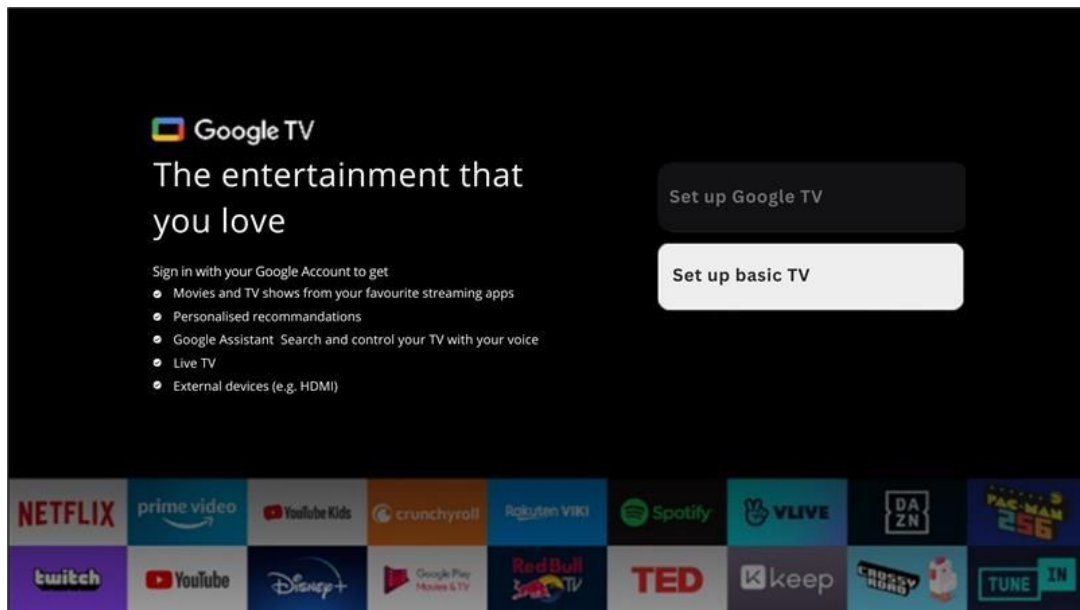 Google TV
The entertainment that
you love
Sign in with your Google Account to get
Movies and TV shows from your favourite streaming apps
Personalised recommandations
Google Assistant Search and control your TV with your voice
Live TV
External devices (e.g. HDMI)
Set up Google TV
Set up basic TV
NETFLIX
prime video
YouTube Kids
crunchyroll
Rakuten VIKI
Spotify
VLIVE
DA
ZN
PAC-MAN
256
twitch
YouTube
Disney+
Google Play
Movies & TV
Red Bull
TV
TED
keep
CROSSY
ROAD
TUNE IN